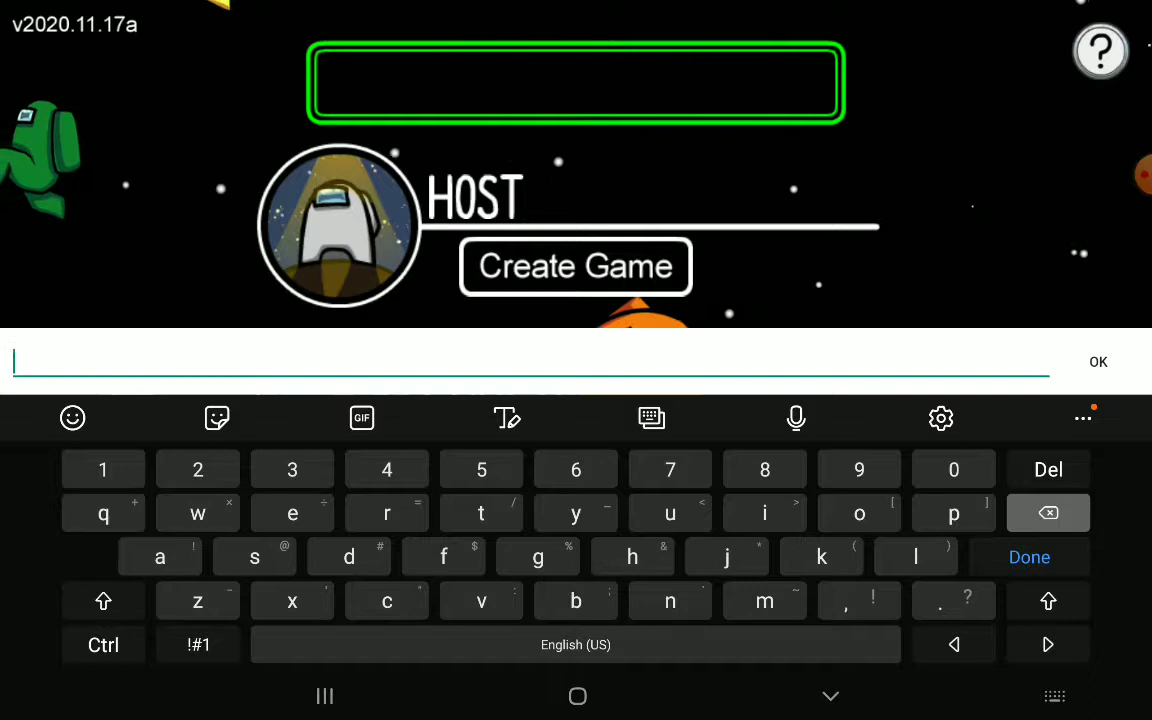 v2020.11.17a
?
HOST
Create Game
OK
GIF
1 2 3 4 5 6 7 8 9 0 Del
q + w × e ÷ r = t / y _ u < i > o [ p ]
a ! s @ d # f $ g % h & j * k ( l ) Done
z - x ' c " v : b ; n ، m ~ , ! . ?
Ctrl !#1 English (US)